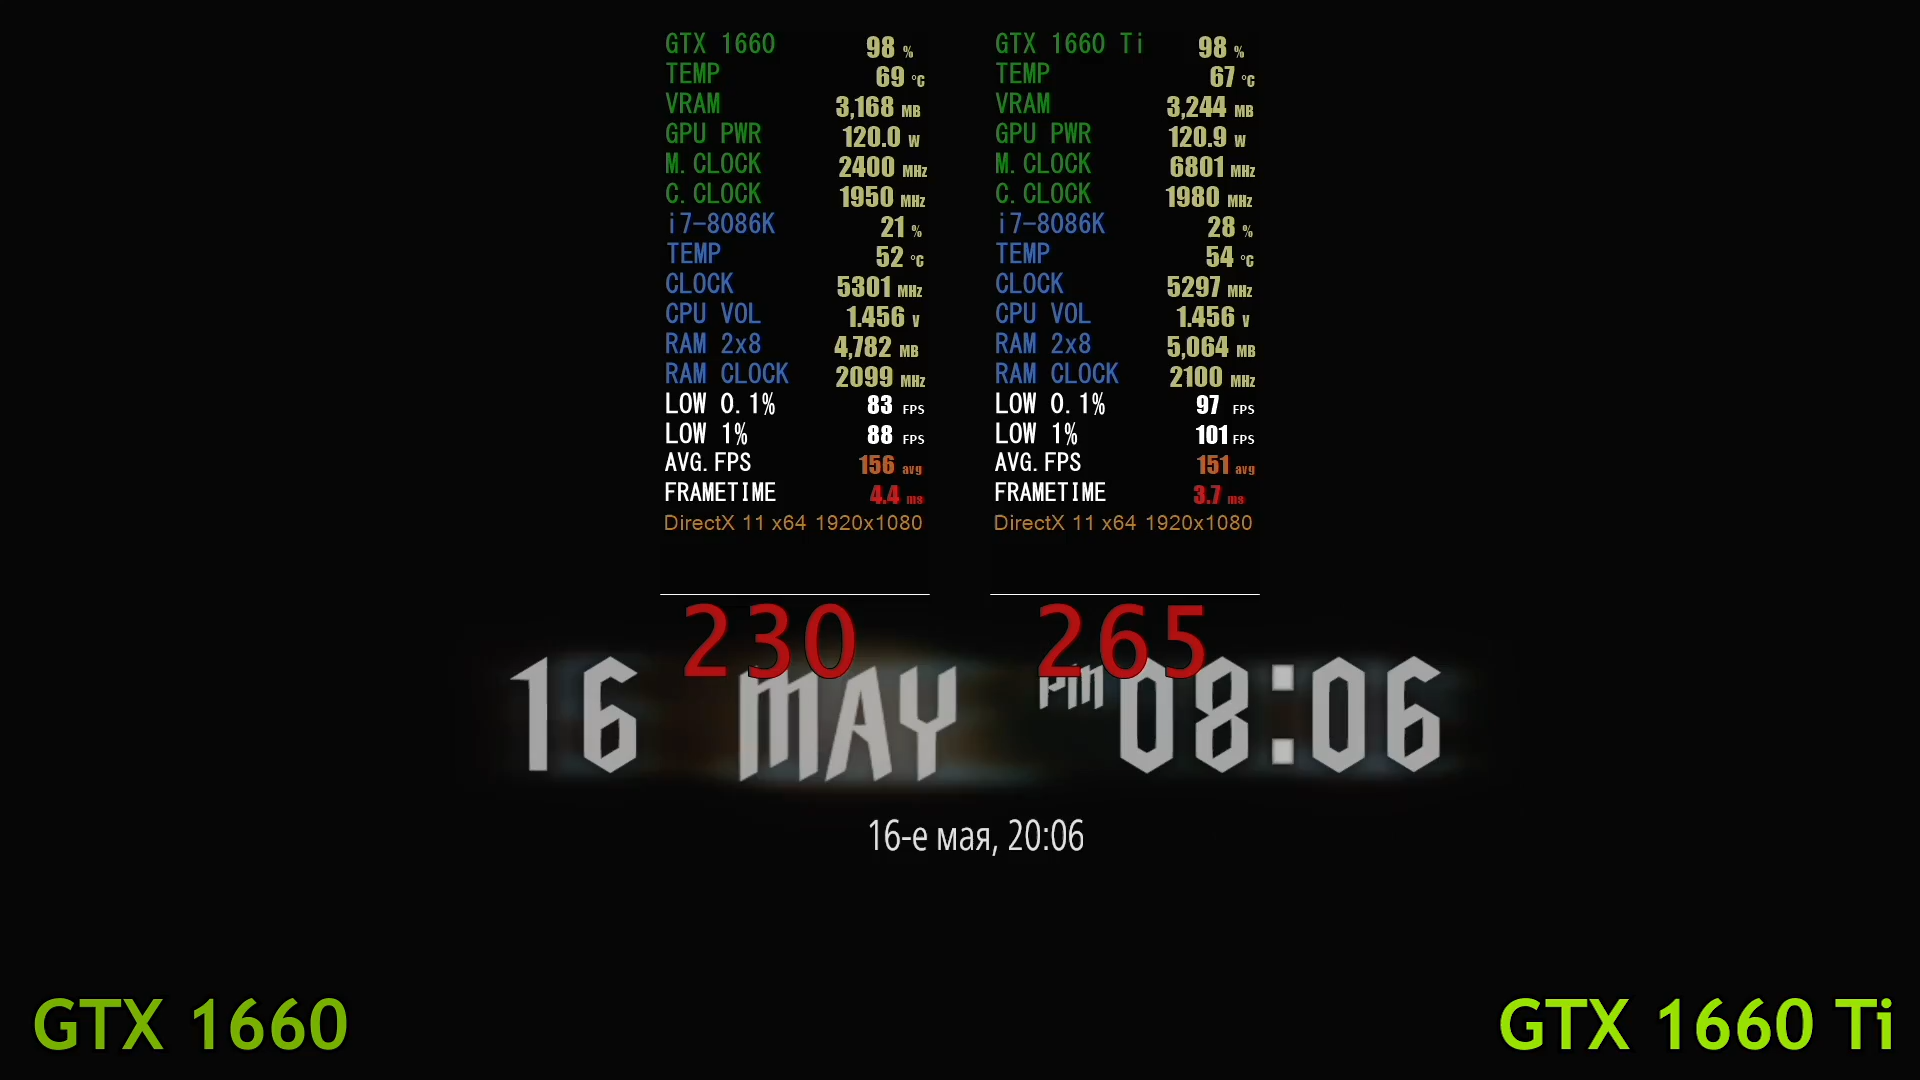 GTX 1660 98 %
TEMP 69 °C
VRAM 3,168 MB
GPU PWR 120.0 W
M.CLOCK 2400 MHz
C.CLOCK 1950 MHz
i7-8086K 21 %
TEMP 52 °C
CLOCK 5301 MHz
CPU VOL 1.456 V
RAM 2x8 4,782 MB
RAM CLOCK 2099 MHz
LOW 0.1% 83 FPS
LOW 1% 88 FPS
AVG.FPS 156 avg
FRAMETIME 4.4 ms
DirectX 11 x64 1920x1080
230
GTX 1660 Ti 98 %
TEMP 67 °C
VRAM 3,244 MB
GPU PWR 120.9 W
M.CLOCK 6801 MHz
C.CLOCK 1980 MHz
i7-8086K 28 %
TEMP 54 °C
CLOCK 5297 MHz
CPU VOL 1.456 V
RAM 2x8 5,064 MB
RAM CLOCK 2100 MHz
LOW 0.1% 97 FPS
LOW 1% 101 FPS
AVG.FPS 151 avg
FRAMETIME 3.7 ms
DirectX 11 x64 1920x1080
265
16 MAY pm 08:06
16-е мая, 20:06
GTX 1660
GTX 1660 Ti